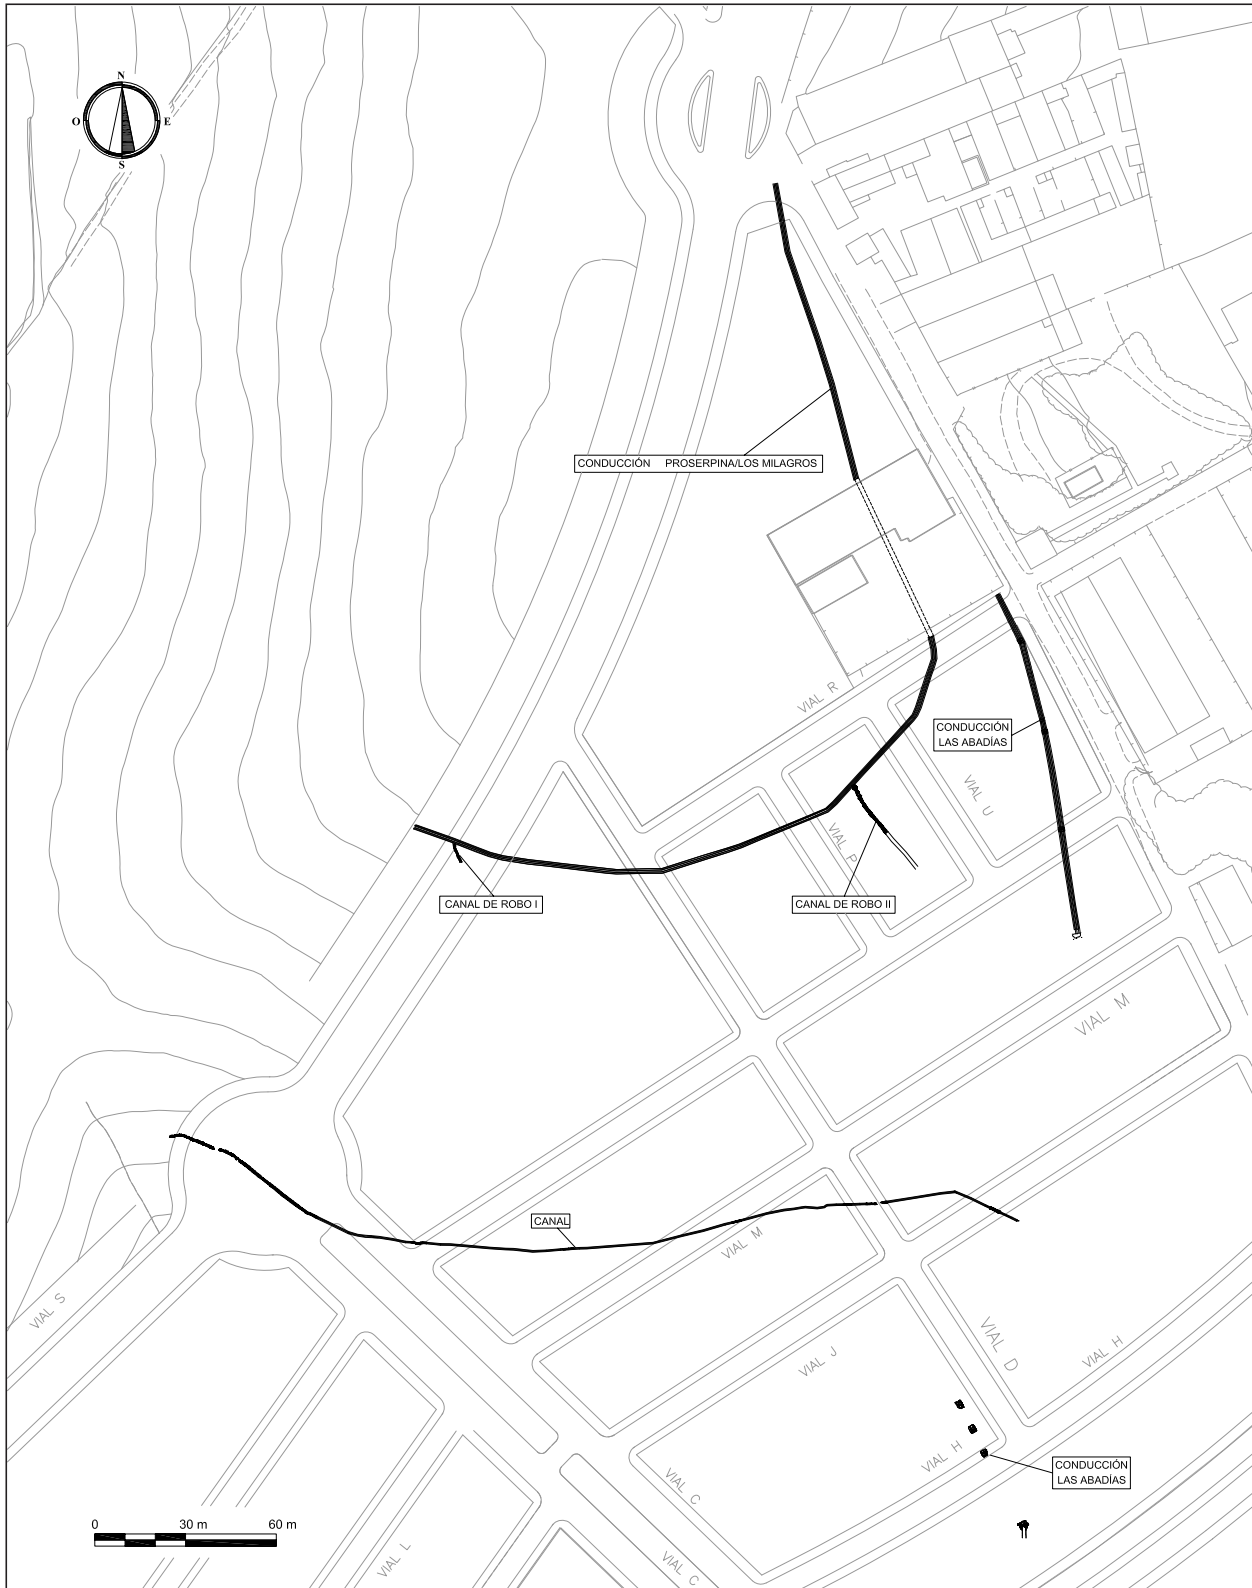 N
O E
S
CONDUCCIÓN PROSERPINA/LOS MILAGROS
VIAL R
CONDUCCIÓN
LAS ABADÍAS
VIAL U
VIAL P
CANAL DE ROBO I
CANAL DE ROBO II
VIAL M
CANAL
VIAL M
VIAL S
VIAL J
VIAL D
VIAL H
VIAL H
CONDUCCIÓN
LAS ABADÍAS
VIAL C
0 30 m 60 m
VIAL L
VIAL C